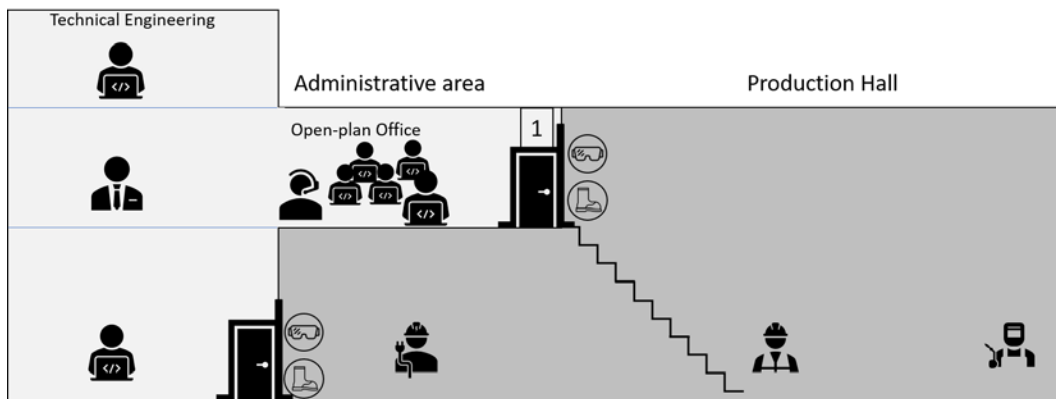 Technical Engineering
</>
Administrative area
Production Hall
Open-plan Office
1
</>
</>
</>